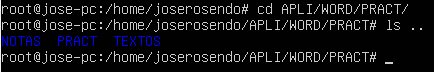 root@jose-pc:/home/joserosendo# cd APLI/WORD/PRACT/
root@jose-pc:/home/joserosendo/APLI/WORD/PRACT# ls ..
NOTAS  PRACT  TEXTOS
root@jose-pc:/home/joserosendo/APLI/WORD/PRACT# _